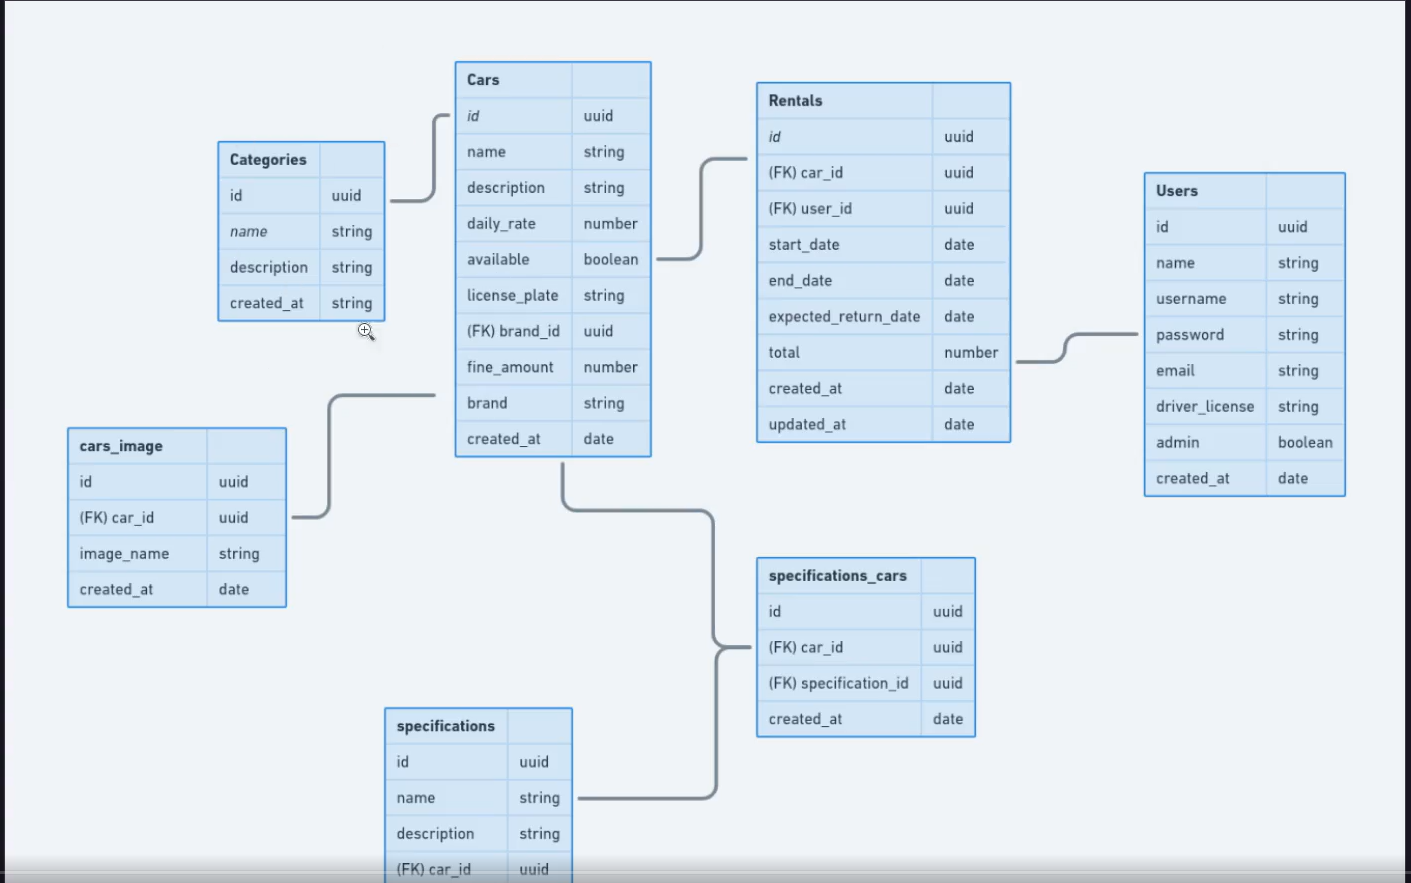 Categories
id uuid
name string
description string
created_at string
Cars
id uuid
name string
description string
daily_rate number
available boolean
license_plate string
(FK) brand_id uuid
fine_amount number
brand string
created_at date
Rentals
id uuid
(FK) car_id uuid
(FK) user_id uuid
start_date date
end_date date
expected_return_date date
total number
created_at date
updated_at date
Users
id uuid
name string
username string
password string
email string
driver_license string
admin boolean
created_at date
cars_image
id uuid
(FK) car_id uuid
image_name string
created_at date
specifications_cars
id uuid
(FK) car_id uuid
(FK) specification_id uuid
created_at date
specifications
id uuid
name string
description string
(FK) car_id uuid